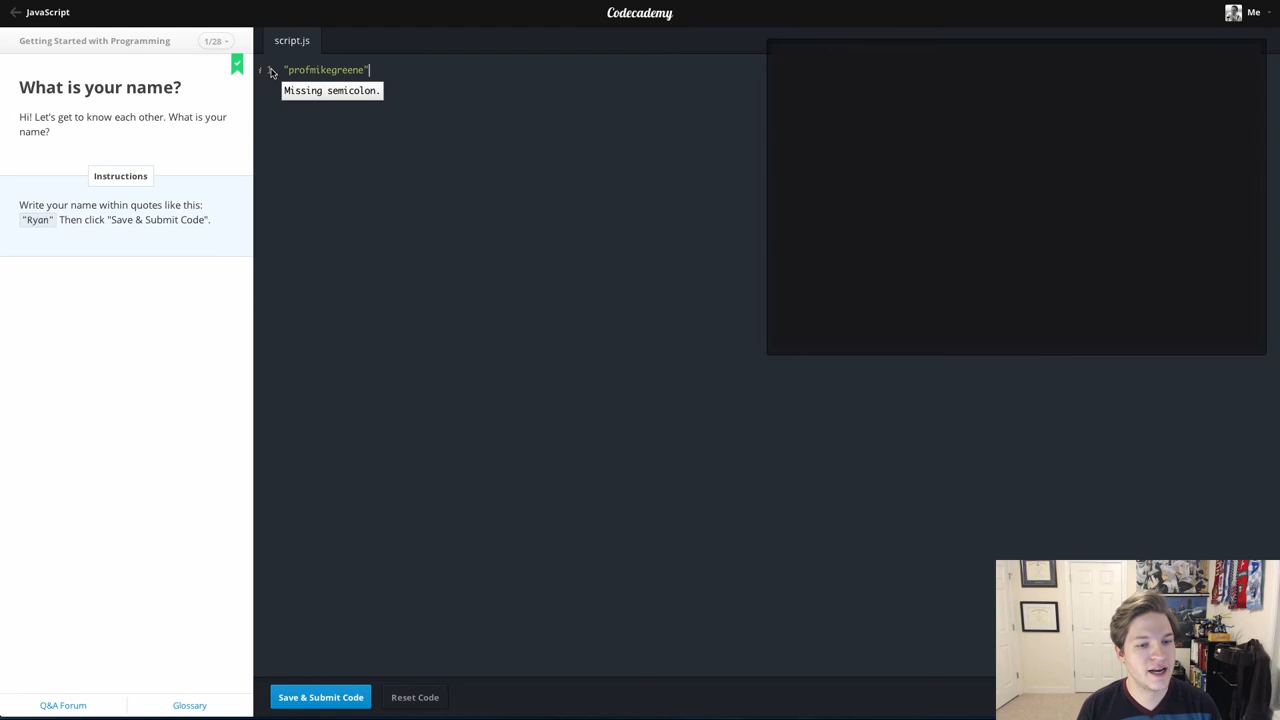 JavaScript
Codecademy
Me
Getting Started with Programming
1/28
script.js
"profmikegreene"
Missing semicolon.
What is your name?
Hi! Let's get to know each other. What is your
name?
Instructions
Write your name within quotes like this:
"Ryan" Then click "Save & Submit Code".
Save & Submit Code
Reset Code
Q&A Forum
Glossary